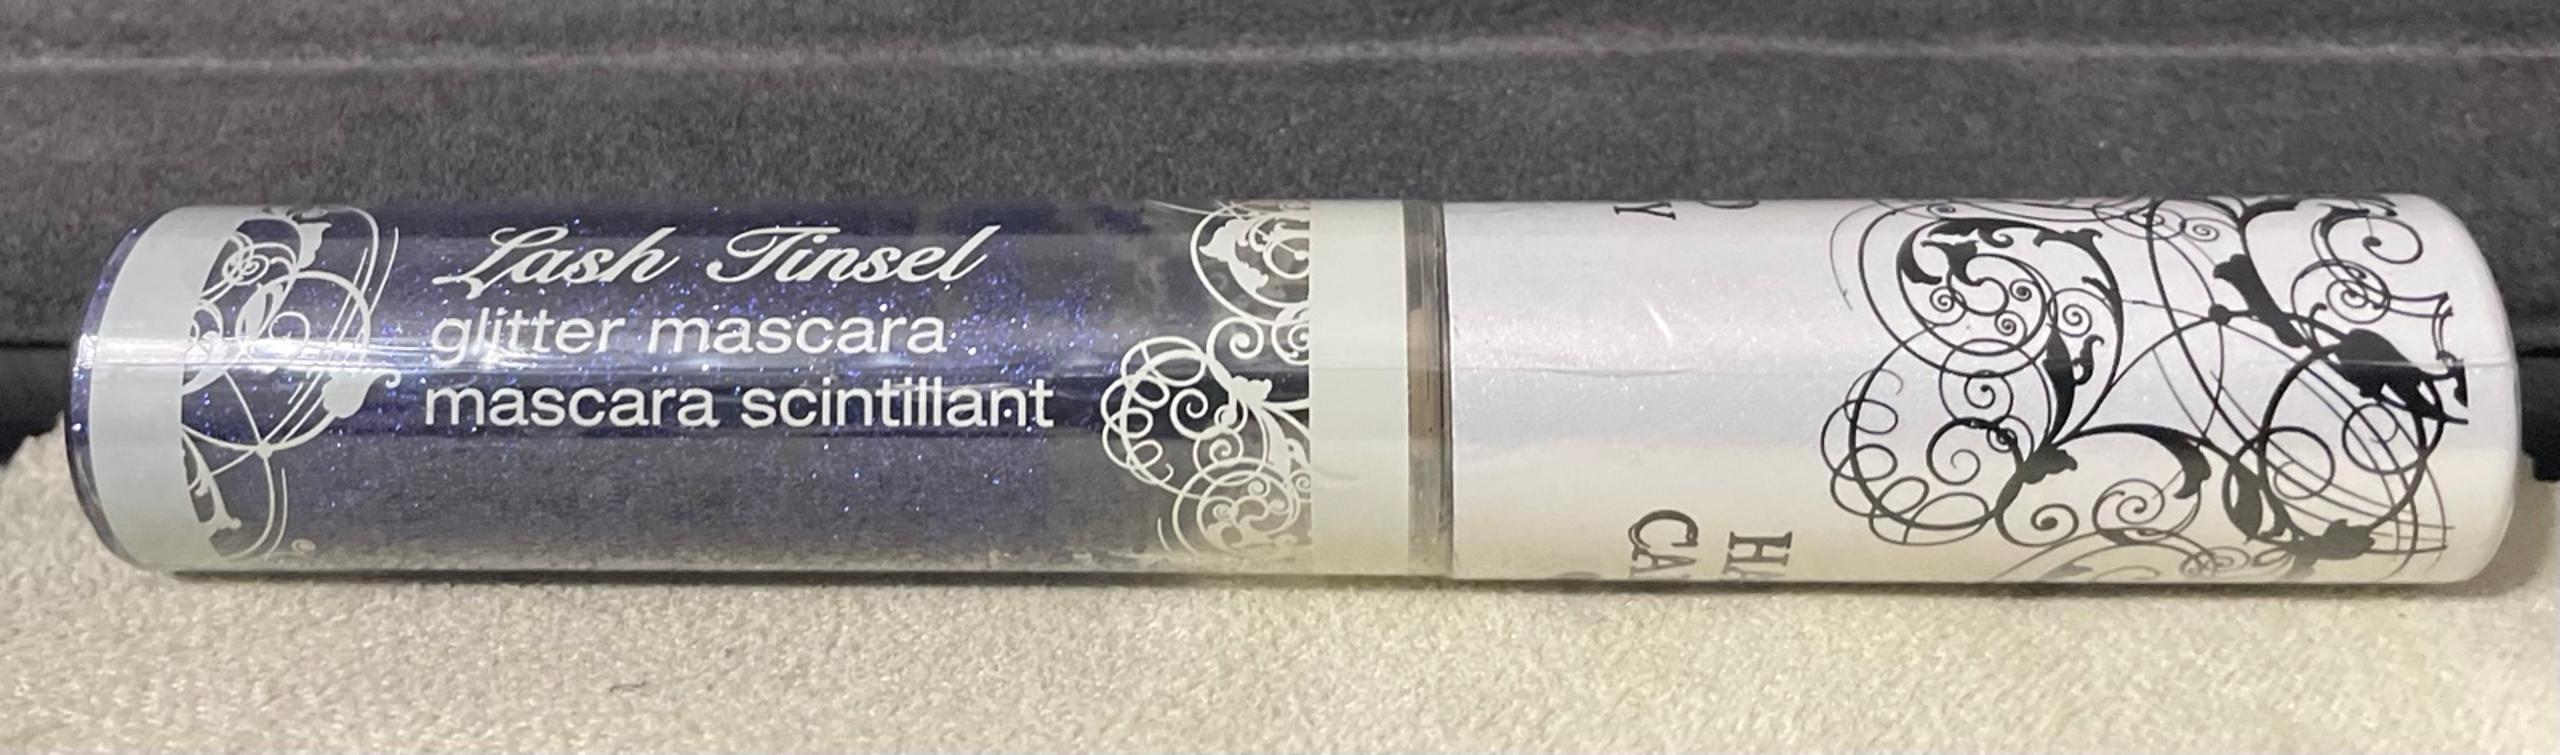 Lash Tinsel
glitter mascara
mascara scintillant